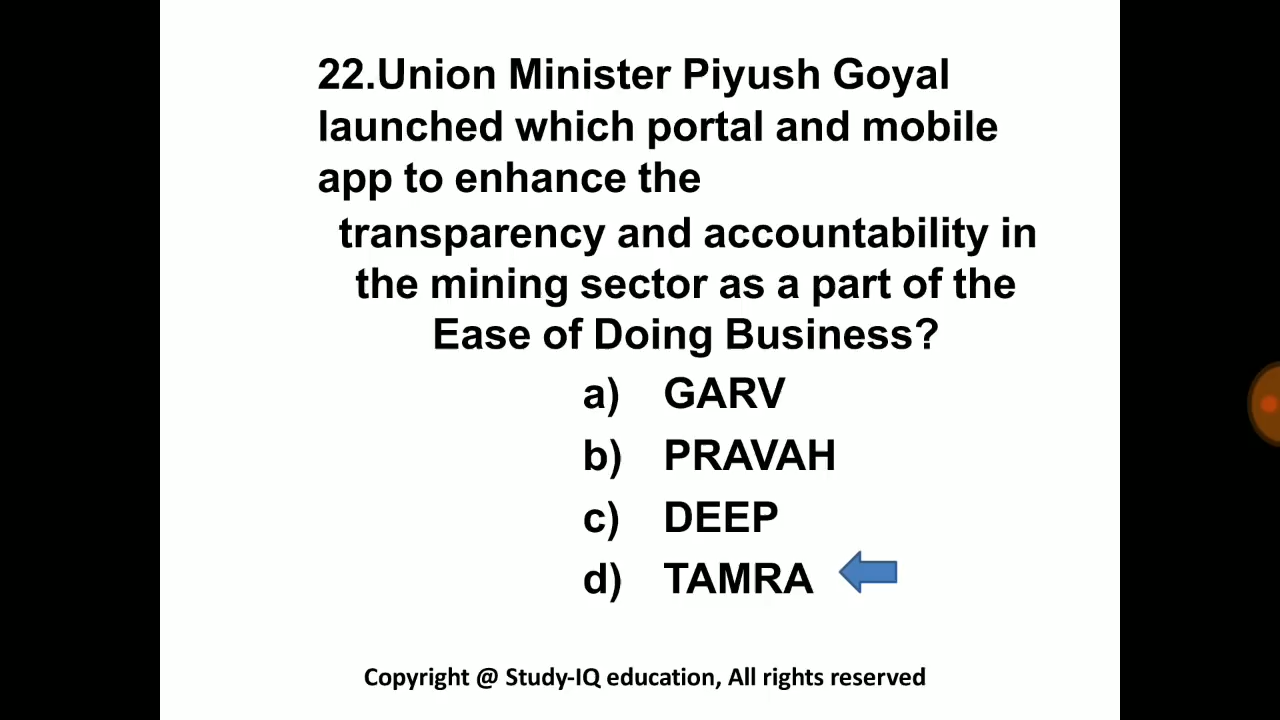 22.Union Minister Piyush Goyal
launched which portal and mobile
app to enhance the
transparency and accountability in
the mining sector as a part of the
Ease of Doing Business?
a) GARV
b) PRAVAH
c) DEEP
d) TAMRA
Copyright @ Study-IQ education, All rights reserved